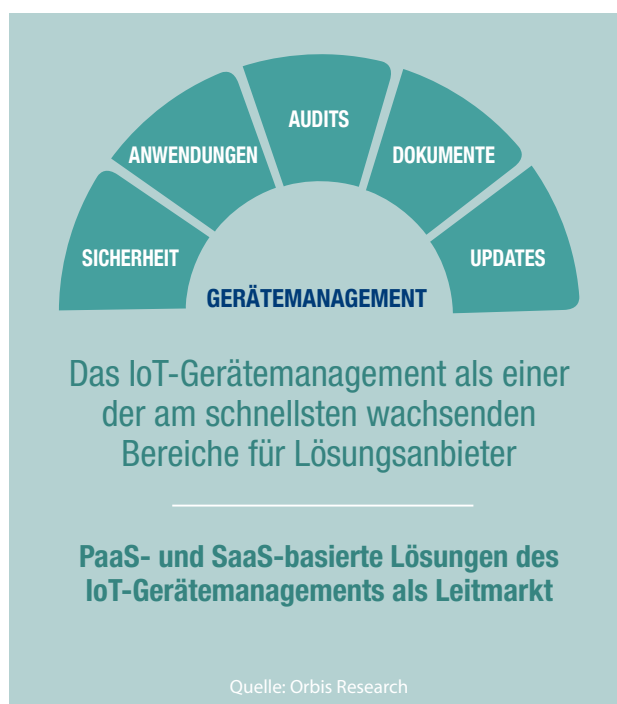 SICHERHEIT
ANWENDUNGEN
AUDITS
DOKUMENTE
UPDATES
GERÄTEMANAGEMENT
Das IoT-Gerätemanagement als einer
der am schnellsten wachsenden
Bereiche für Lösungsanbieter
PaaS- und SaaS-basierte Lösungen des
IoT-Gerätemanagements als Leitmarkt
Quelle: Orbis Research